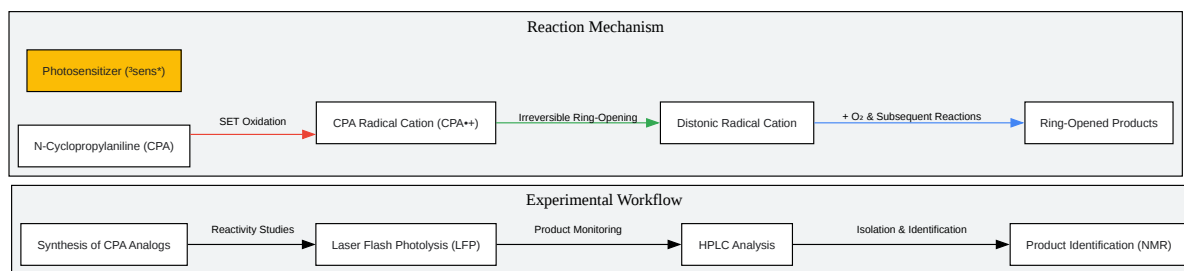 Reaction Mechanism
Photosensitizer (³sens*)
N-Cyclopropylaniline (CPA)
SET Oxidation
CPA Radical Cation (CPA•+)
Irreversible Ring-Opening
Distonic Radical Cation
+ O₂ & Subsequent Reactions
Ring-Opened Products
Experimental Workflow
Synthesis of CPA Analogs
Reactivity Studies
Laser Flash Photolysis (LFP)
Product Monitoring
HPLC Analysis
Isolation & Identification
Product Identification (NMR)